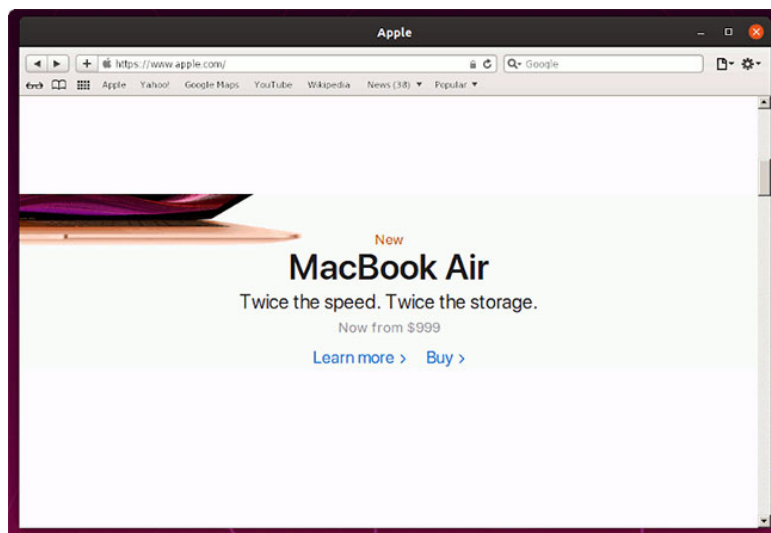 Apple
https://www.apple.com/
Google
Apple Yahoo! Google Maps YouTube Wikipedia News (38) Popular
New
MacBook Air
Twice the speed. Twice the storage.
Now from $999
Learn more > Buy >